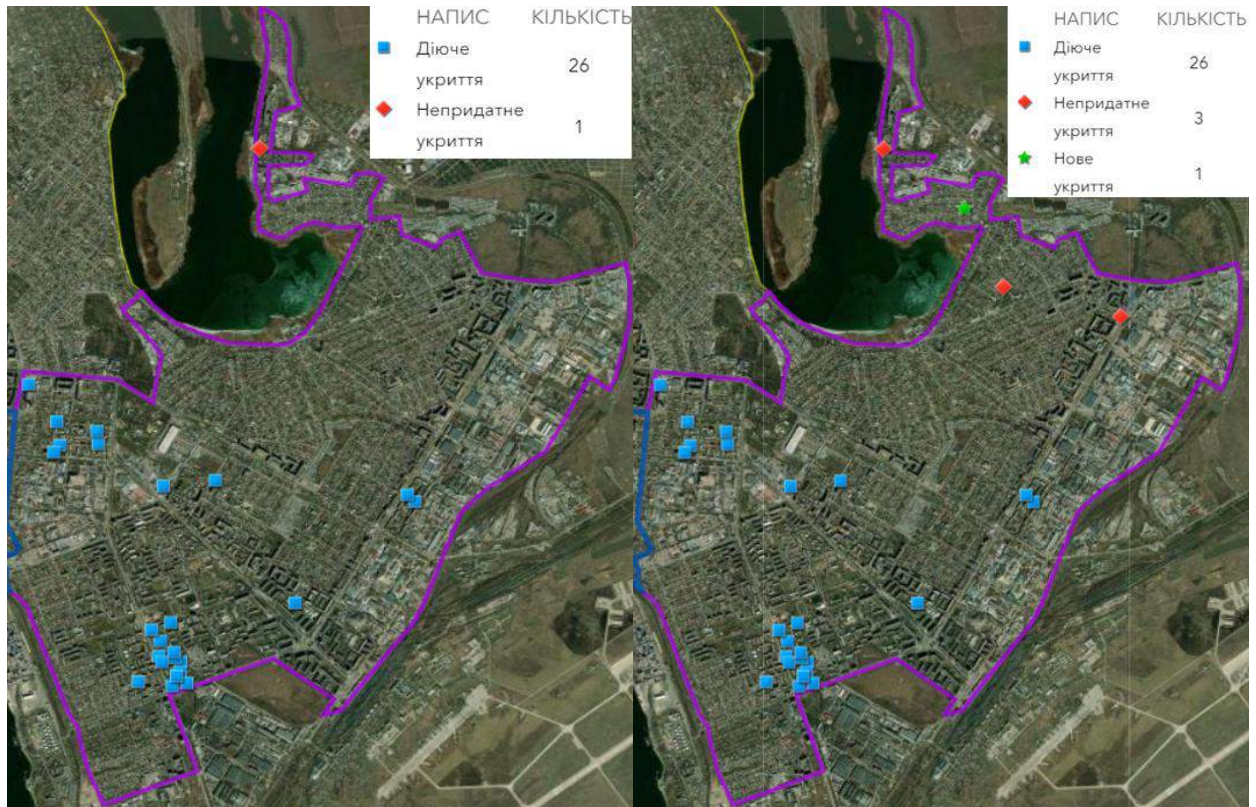 НАПИС КІЛЬКІСТЬ
Діюче
укриття 26
Непридатне
укриття 1
НАПИС КІЛЬКІСТЬ
Діюче
укриття 26
Непридатне
укриття 3
Нове
укриття 1